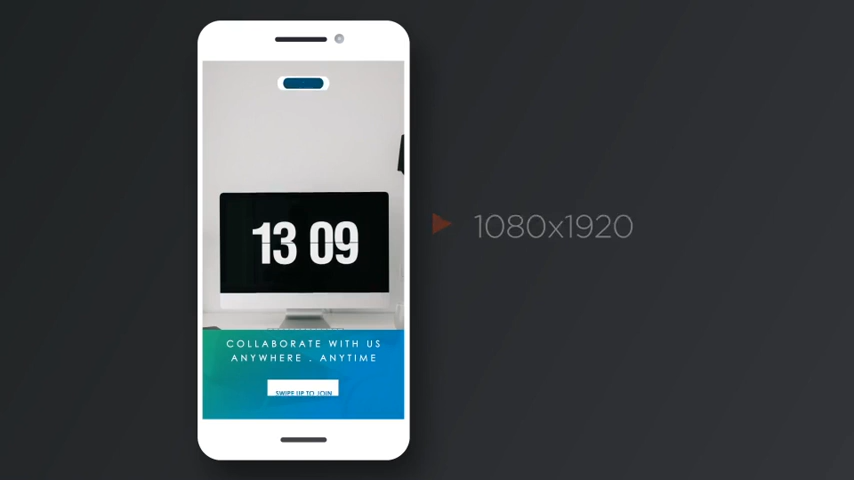 13 09
COLLABORATE WITH US
ANYWHERE . ANYTIME
SWIPE UP TO JOIN
1080x1920